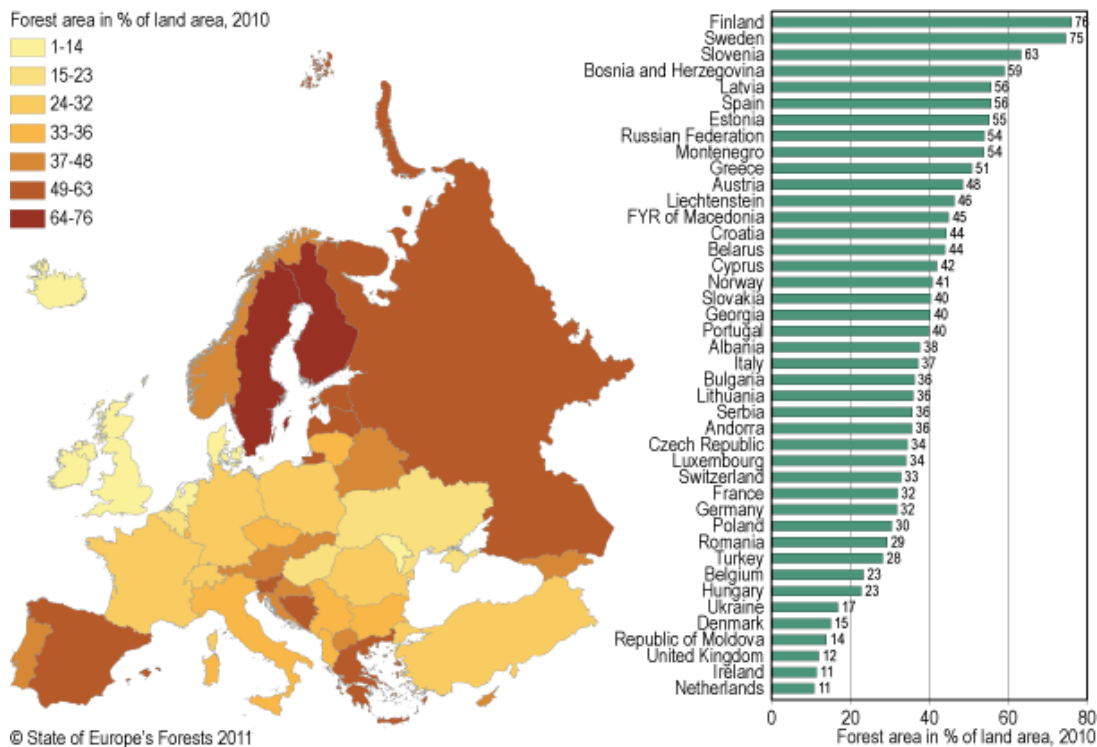 Forest area in % of land area, 2010
1-14
15-23
24-32
33-36
37-48
49-63
64-76
© State of Europe's Forests 2011
Finland 76
Sweden 75
Slovenia 63
Bosnia and Herzegovina 59
Latvia 56
Spain 56
Estonia 55
Russian Federation 54
Montenegro 54
Greece 51
Austria 48
Liechtenstein 46
FYR of Macedonia 45
Croatia 44
Belarus 44
Cyprus 42
Norway 41
Slovakia 40
Georgia 40
Portugal 40
Albania 38
Italy 37
Bulgaria 36
Lithuania 36
Serbia 36
Andorra 36
Czech Republic 34
Luxembourg 34
Switzerland 33
France 32
Germany 32
Poland 30
Romania 29
Turkey 28
Belgium 23
Hungary 23
Ukraine 17
Denmark 15
Republic of Moldova 14
United Kingdom 12
Ireland 11
Netherlands 11
0 20 40 60 80
Forest area in % of land area, 2010